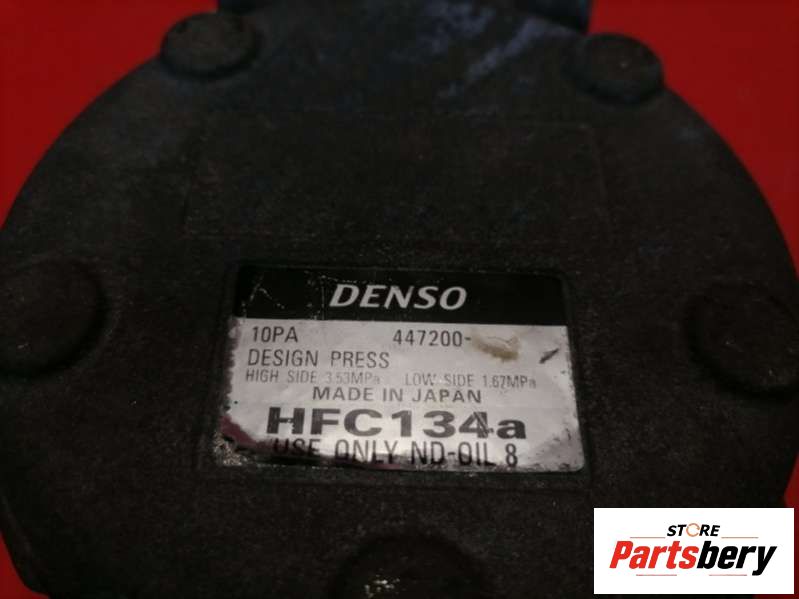 DENSO
10PA 447200-
DESIGN PRESS
HIGH SIDE 3.53MPa LOW SIDE 1.67MPa
MADE IN JAPAN
HFC134a
USE ONLY ND-OIL 8
STORE
Partsbery